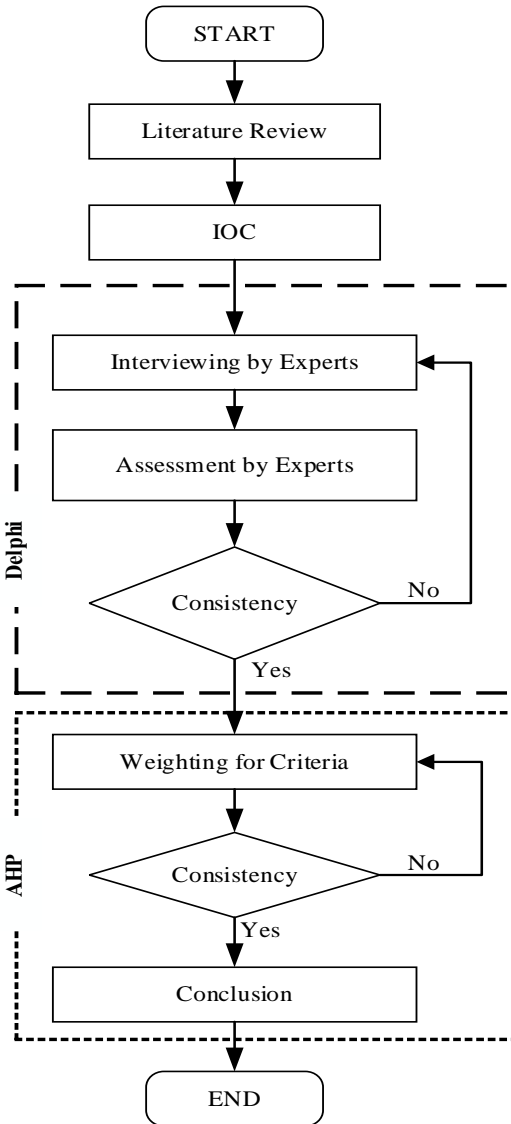 START
Literature Review
IOC
Interviewing by Experts
Assessment by Experts
Delphi
Consistency
No
Yes
Weighting for Criteria
AHP
Consistency
No
Yes
Conclusion
END